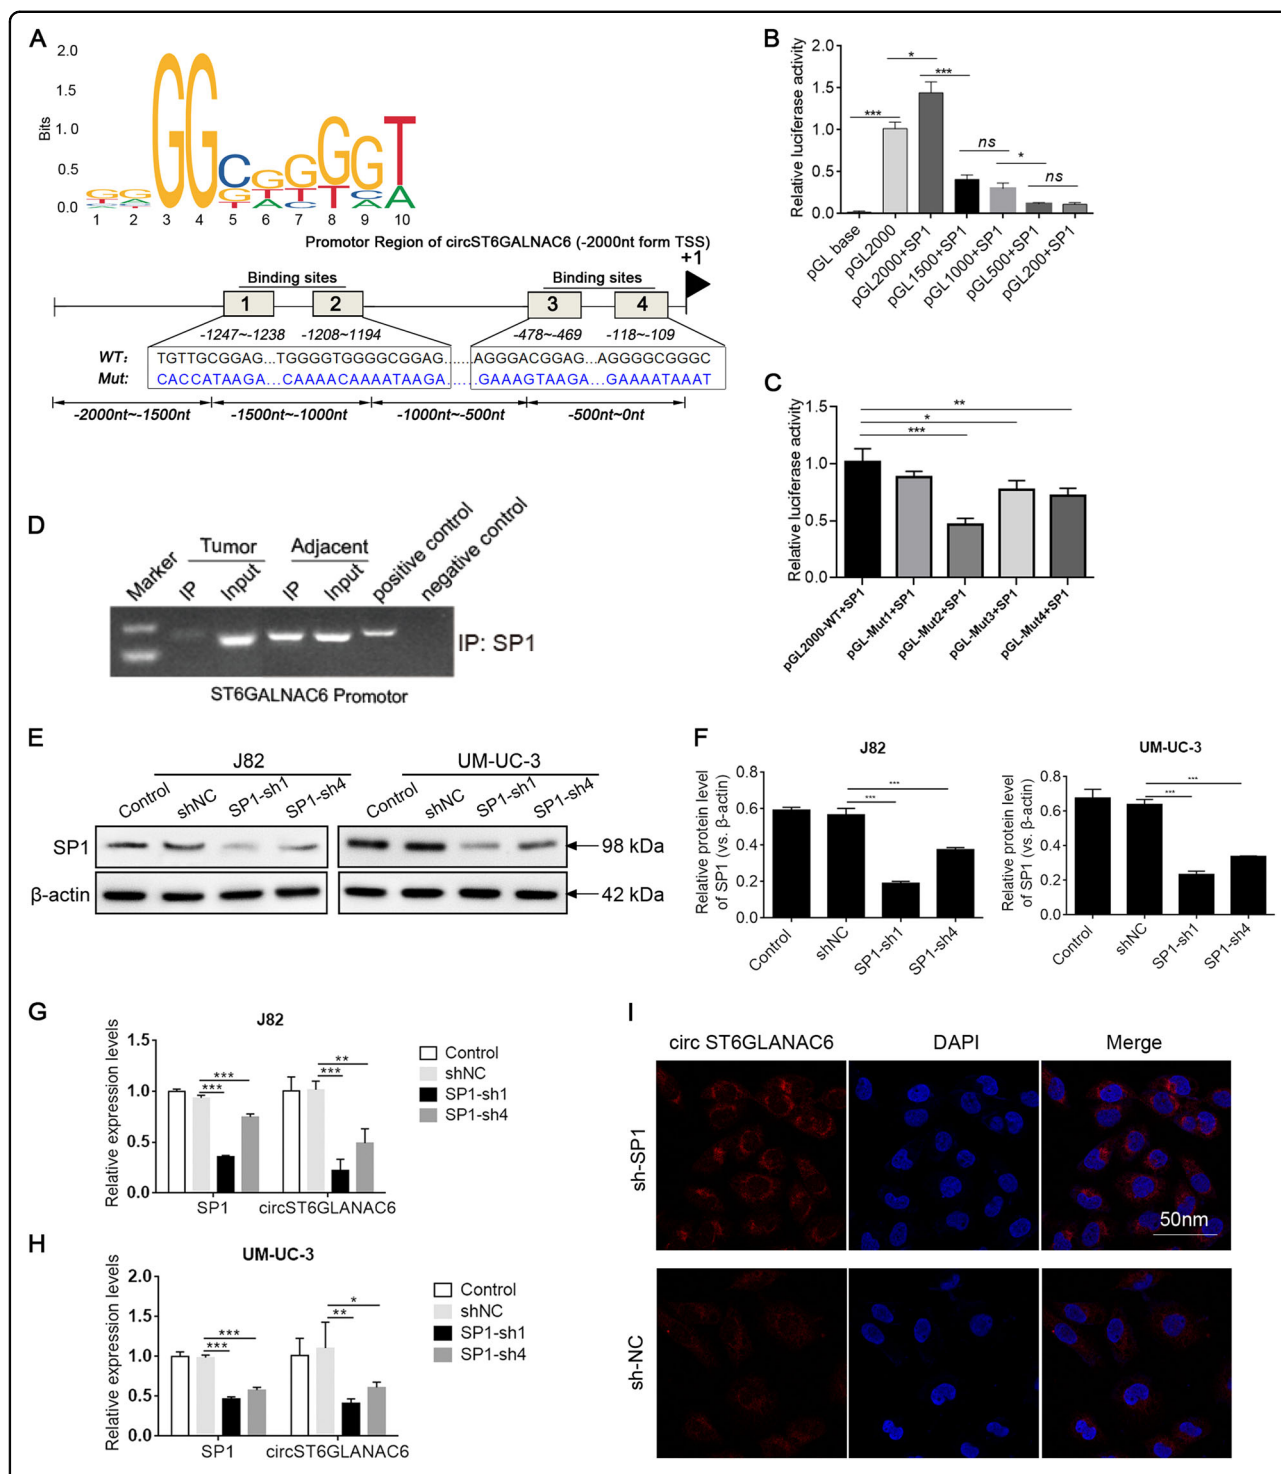 A
2.0
1.5
1.0
0.5
0.0
Bits
1 2 3 4 5 6 7 8 9 10
Promotor Region of circST6GALNAC6 (-2000nt form TSS)
+1
Binding sites Binding sites
1 2 3 4
-1247~-1238 -1208~1194 -478~-469 -118~-109
WT: TGTTGCGGAG...TGGGGTGGGGCGGAG......AGGGACGGAG...AGGGGCGGGC
Mut: CACCATAAGA...CAAAACAAAATAAGA......GAAAGTAAGA...GAAAATAAAT
-2000nt~-1500nt -1500nt~-1000nt -1000nt~-500nt -500nt~0nt
B
Relative luciferase activity
2.0
1.5
1.0
0.5
0.0
*** * *** ns * ns
pGL base pGL2000 pGL2000+SP1 pGL1500+SP1 pGL1000+SP1 pGL500+SP1 pGL200+SP1
C
Relative luciferase activity
1.5
1.0
0.5
0.0
**
*
***
pGL2000-WT+SP1 pGL-Mut1+SP1 pGL-Mut2+SP1 pGL-Mut3+SP1 pGL-Mut4+SP1
D
Tumor Adjacent
Marker IP Input IP Input positive control negative control
IP: SP1
ST6GALNAC6 Promotor
E
J82 UM-UC-3
Control shNC SP1-sh1 SP1-sh4 Control shNC SP1-sh1 SP1-sh4
SP1 98 kDa
β-actin 42 kDa
F
J82
Relative protein level
of SP1 (vs. β-actin)
0.8
0.6
0.4
0.2
0.0
***
***
Control shNC SP1-sh1 SP1-sh4
UM-UC-3
Relative protein level
of SP1 (vs. β-actin)
0.8
0.6
0.4
0.2
0.0
***
***
Control shNC SP1-sh1 SP1-sh4
G
J82
Relative expression levels
1.5
1.0
0.5
0.0
***
***
**
***
SP1 circST6GLANAC6
Control
shNC
SP1-sh1
SP1-sh4
H
UM-UC-3
Relative expression levels
2.0
1.5
1.0
0.5
0.0
***
***
*
**
SP1 circST6GLANAC6
Control
shNC
SP1-sh1
SP1-sh4
I
circ ST6GLANAC6 DAPI Merge
sh-SP1
50nm
sh-NC